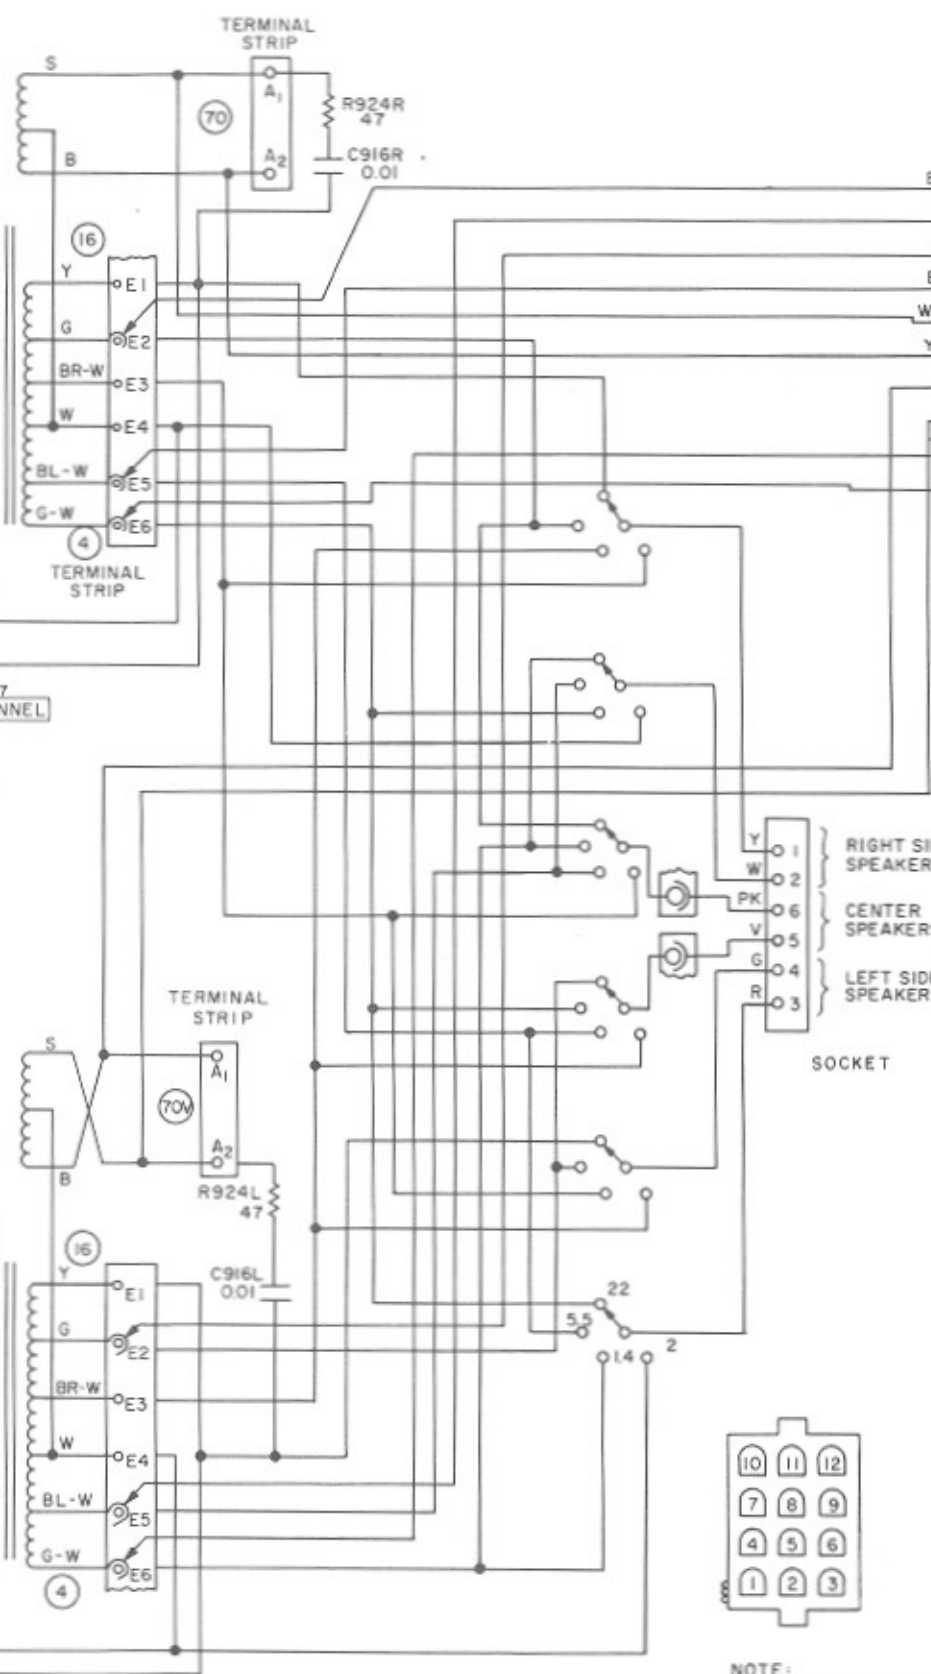 TERMINAL
STRIP
S
A1
70
R924R
47
A2
B
C916R
0.01
16
Y
E1
W
G
E2
Y
BR-W
E3
W
E4
BL-W
E5
G-W
E6
4
TERMINAL
STRIP
7
NNEL
Y
1
RIGHT SI
SPEAKER
W
2
PK
6
CENTER
SPEAKER
V
5
G
4
LEFT SID
SPEAKER
R
3
SOCKET
TERMINAL
STRIP
S
A1
70V
A2
B
R924L
47
16
C916L
0.01
Y
E1
22
G
5.5
E2
2
1.4
BR-W
E3
W
E4
BL-W
E5
G-W
E6
4
10 11 12
7 8 9
4 5 6
1 2 3
NOTE: